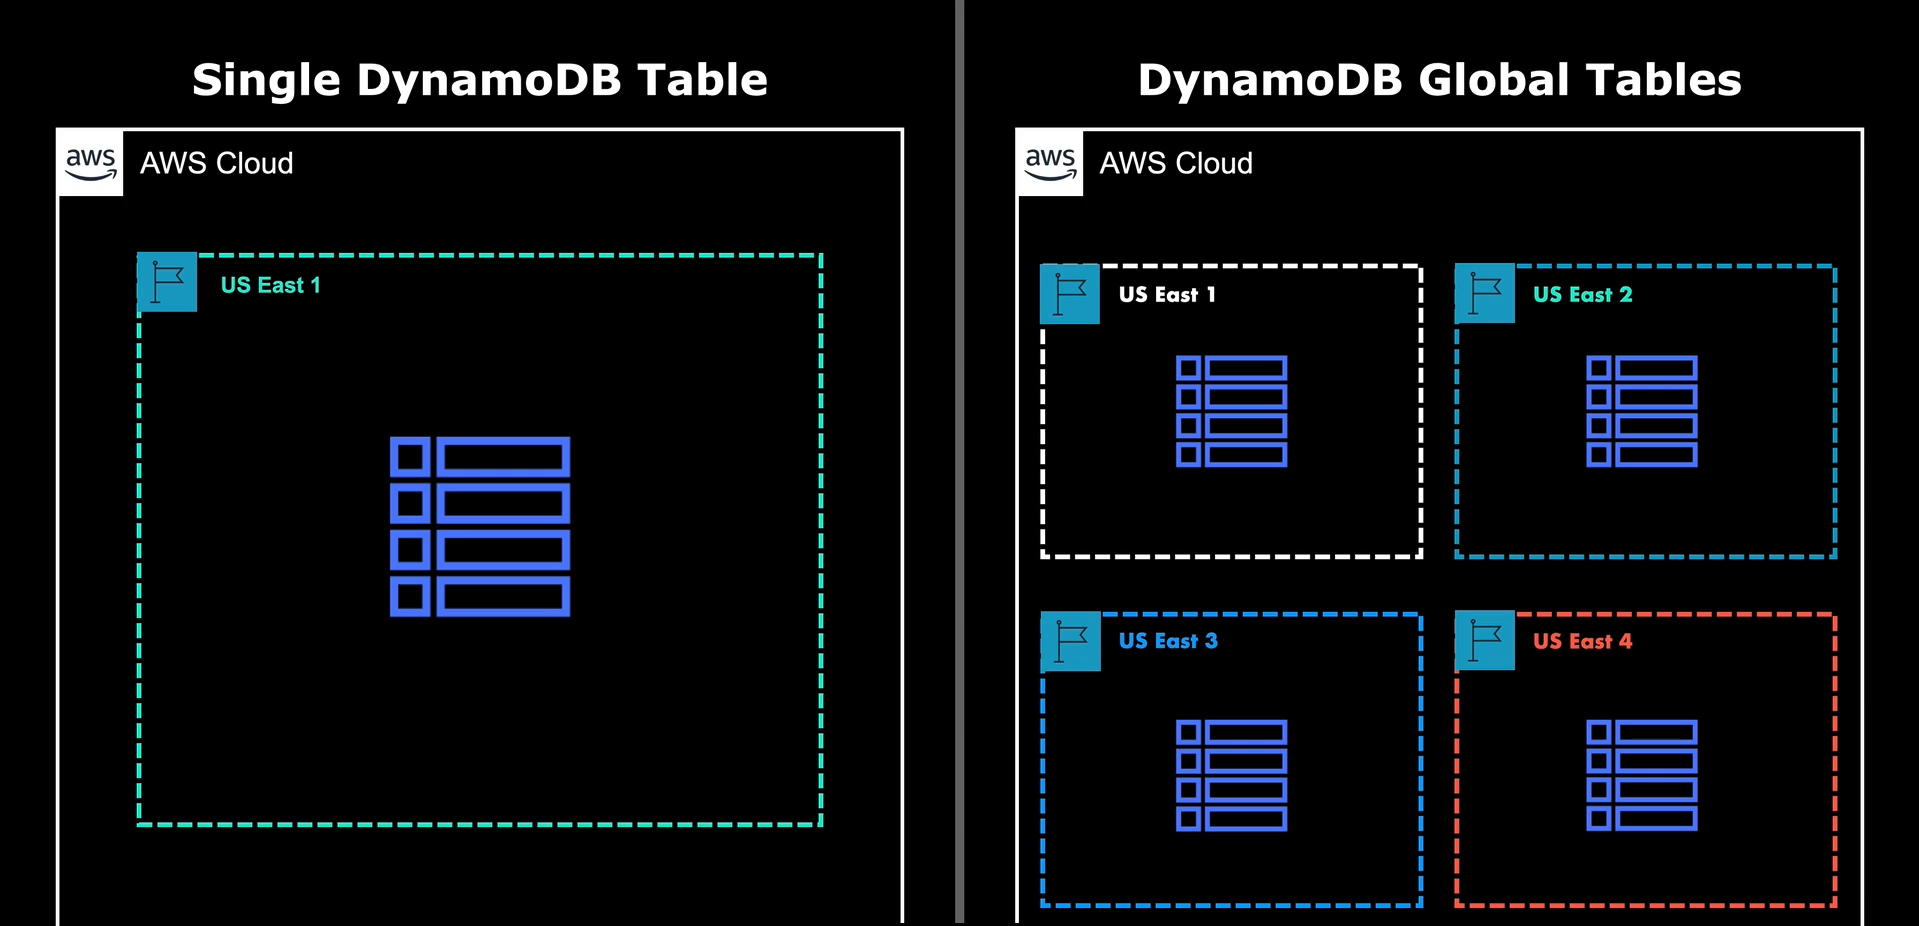 Single DynamoDB Table
aws
AWS Cloud
US East 1
DynamoDB Global Tables
aws
AWS Cloud
US East 1
US East 2
US East 3
US East 4